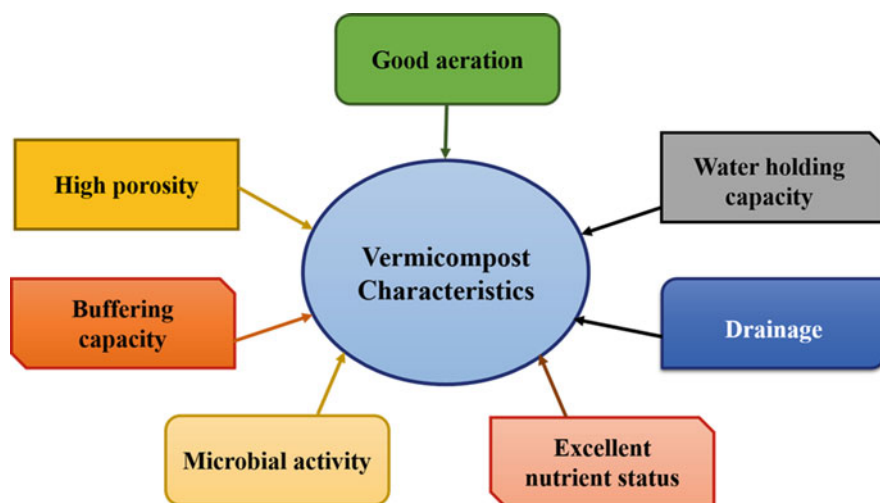 Good aeration
High porosity
Water holding
capacity
Vermicompost
Characteristics
Buffering
capacity
Drainage
Microbial activity
Excellent
nutrient status